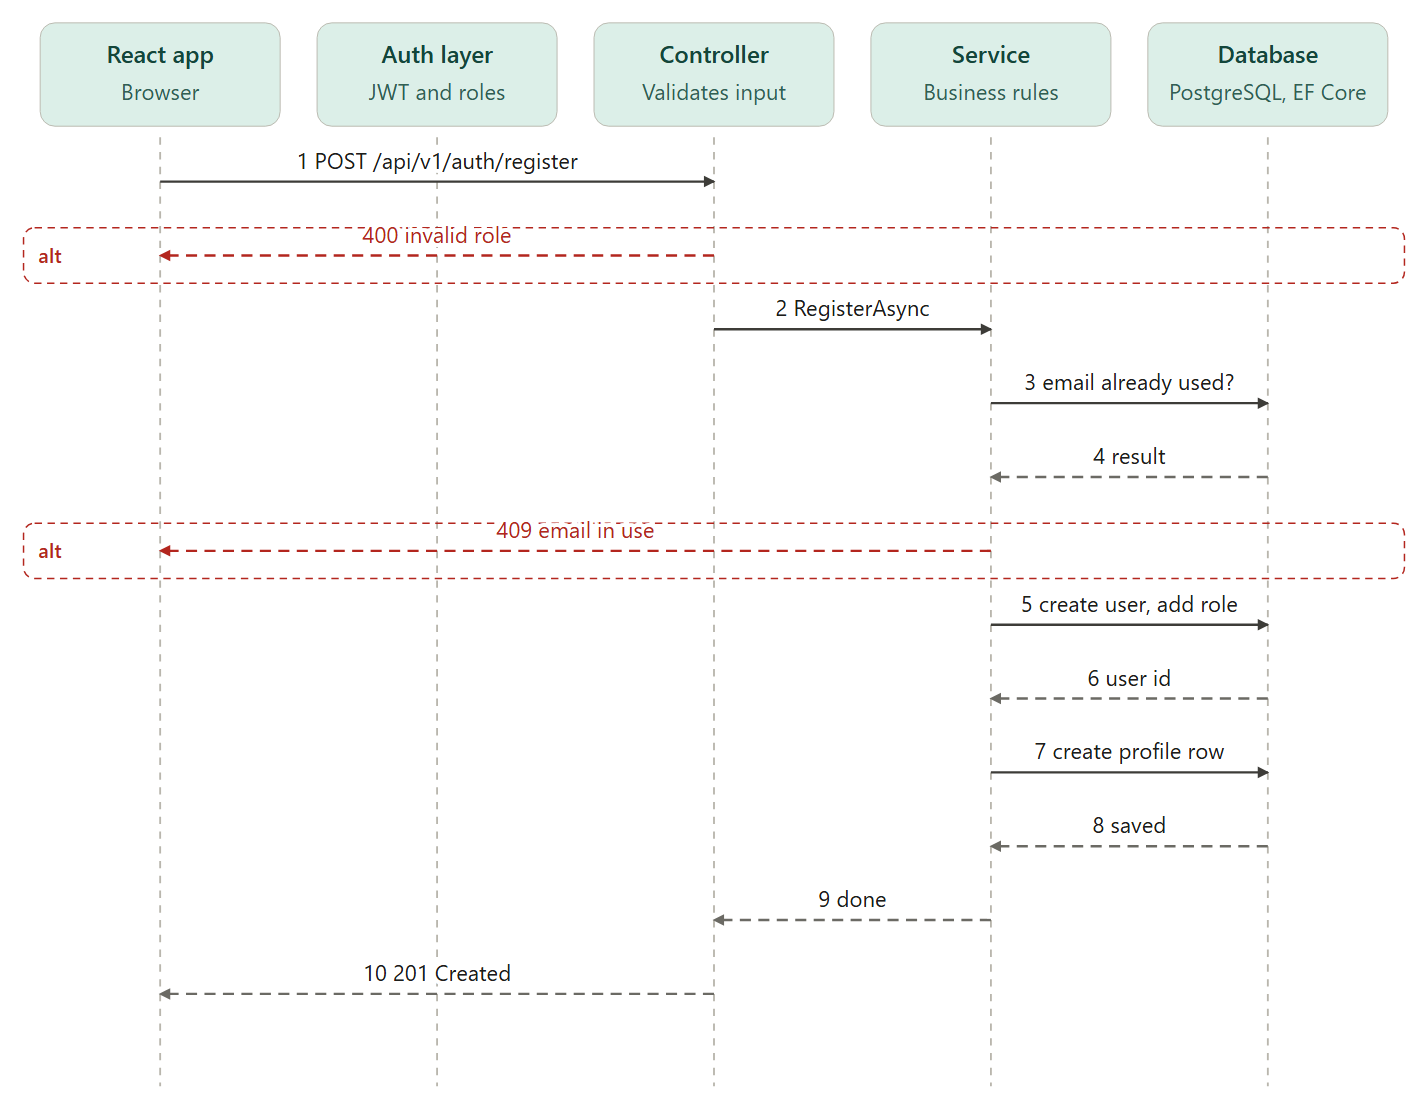 React app
Browser
Auth layer
JWT and roles
Controller
Validates input
Service
Business rules
Database
PostgreSQL, EF Core
1 POST /api/v1/auth/register
400 invalid role
alt
2 RegisterAsync
3 email already used?
4 result
409 email in use
alt
5 create user, add role
6 user id
7 create profile row
8 saved
9 done
10 201 Created